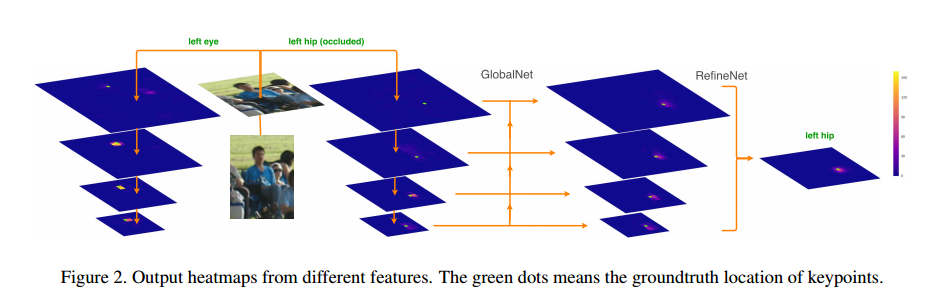 left eye
left hip (occluded)
GlobalNet
RefineNet
left hip
Figure 2. Output heatmaps from different features. The green dots means the groundtruth location of keypoints.